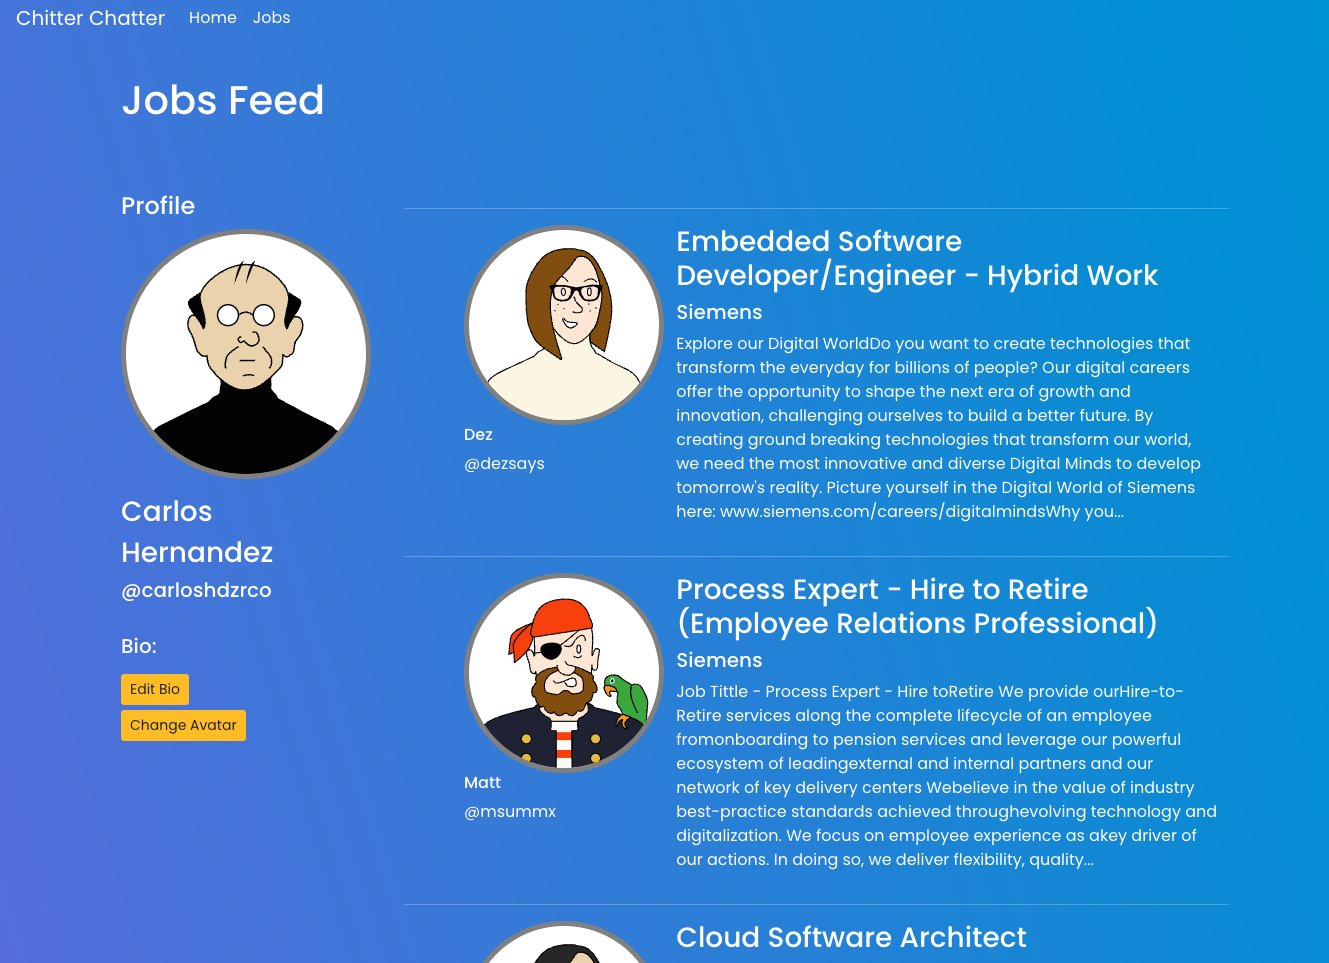 Chitter Chatter Home Jobs
Jobs Feed
Profile
Carlos
Hernandez
@carloshdzrco
Bio:
Edit Bio
Change Avatar
Dez
@dezsays
Embedded Software
Developer/Engineer - Hybrid Work
Siemens
Explore our Digital WorldDo you want to create technologies that
transform the everyday for billions of people? Our digital careers
offer the opportunity to shape the next era of growth and
innovation, challenging ourselves to build a better future. By
creating ground breaking technologies that transform our world,
we need the most innovative and diverse Digital Minds to develop
tomorrow's reality. Picture yourself in the Digital World of Siemens
here: www.siemens.com/careers/digitalmindsWhy you...
Matt
@msummx
Process Expert - Hire to Retire
(Employee Relations Professional)
Siemens
Job Tittle - Process Expert - Hire toRetire We provide ourHire-to-
Retire services along the complete lifecycle of an employee
fromonboarding to pension services and leverage our powerful
ecosystem of leadingexternal and internal partners and our
network of key delivery centers Webelieve in the value of industry
best-practice standards achieved throughevolving technology and
digitalization. We focus on employee experience as akey driver of
our actions. In doing so, we deliver flexibility, quality...
Cloud Software Architect